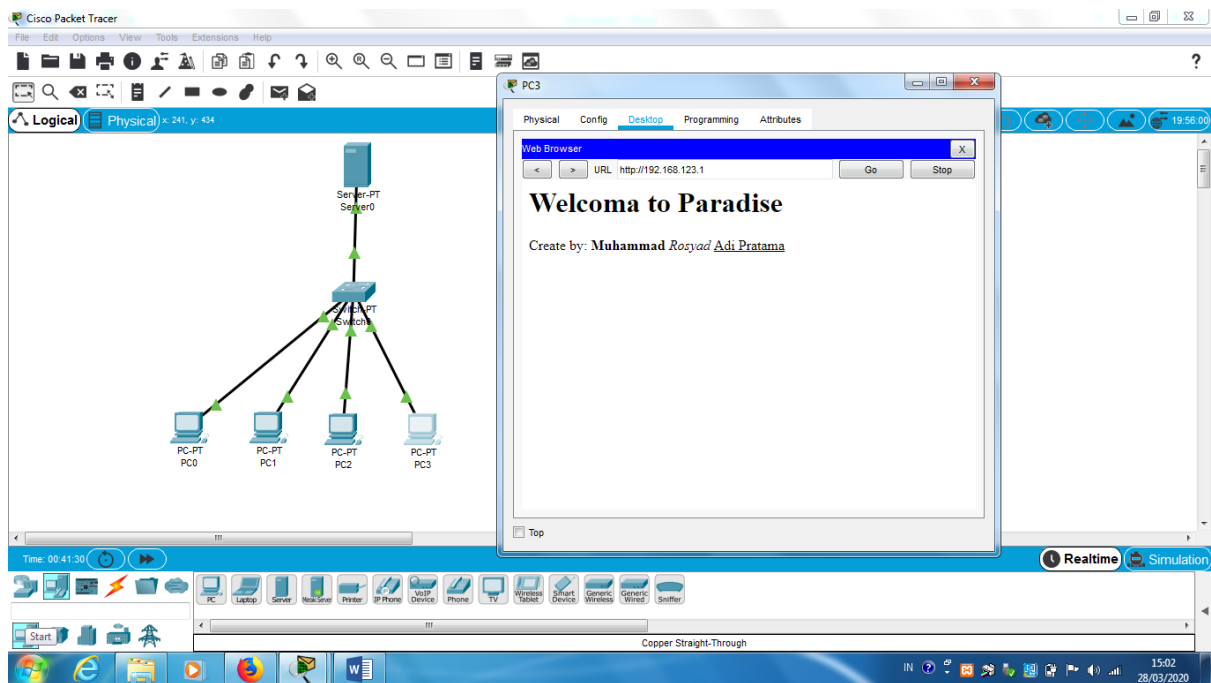 Cisco Packet Tracer
File Edit Options View Tools Extensions Help
?
PC3
Logical Physical x: 241, y: 434
19:56:00
Physical Config Desktop Programming Attributes
Web Browser X
< > URL http://192.168.123.1 Go Stop
Welcoma to Paradise
Create by: Muhammad Rosyad Adi Pratama
Server-PT
Server0
Switch-PT
Switch0
PC-PT
PC0
PC-PT
PC1
PC-PT
PC2
PC-PT
PC3
Top
Time: 00:41:30
Realtime Simulation
PC Laptop Server Printer IP Phone VoIP Device Phone TV Wireless Tablet Smart Device Generic Wireless Generic Wired Sniffer
Start
Copper Straight-Through
IN
15:02
28/03/2020